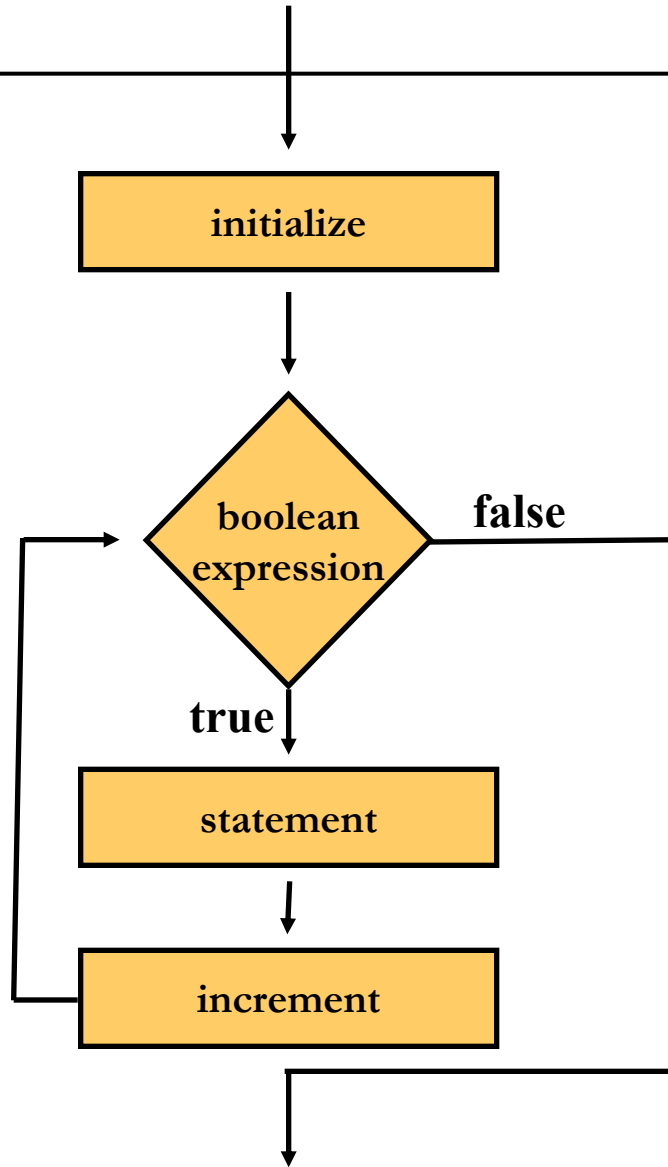 initialize
boolean
expression
false
true
statement
increment